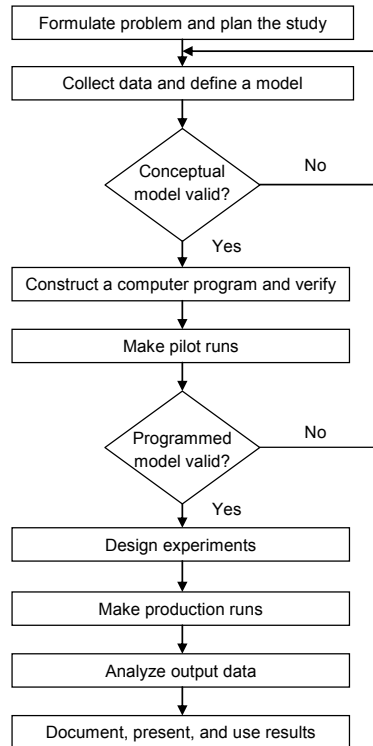 Formulate problem and plan the study
Collect data and define a model
Conceptual
model valid?
No
Yes
Construct a computer program and verify
Make pilot runs
Programmed
model valid?
No
Yes
Design experiments
Make production runs
Analyze output data
Document, present, and use results